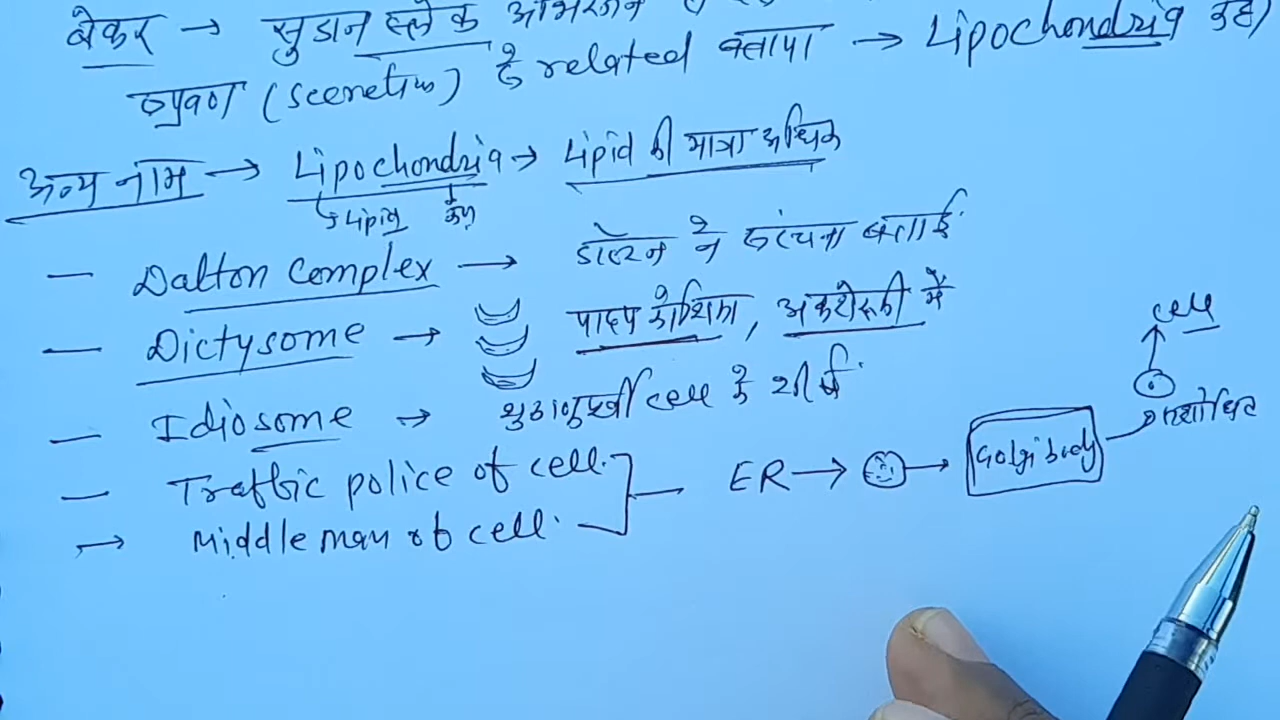 बेकर → सुडान ब्लेक अभिरंजन
स्रवण (Secretion) से related बताया → Lipochondria कहा
अन्य नाम → Lipochondria → Lipid की मात्रा अधिक
Lipid कण
— Dalton complex → डॉल्टन ने संरचना बताई
— Dictysome → पादप कोशिका, अकशेरूकी में
— Idiosome → शुक्राणुपूर्वी cell के शीर्ष
— Traffic police of cell.
→ Middle man of cell.
ER → → Golgi body
cell